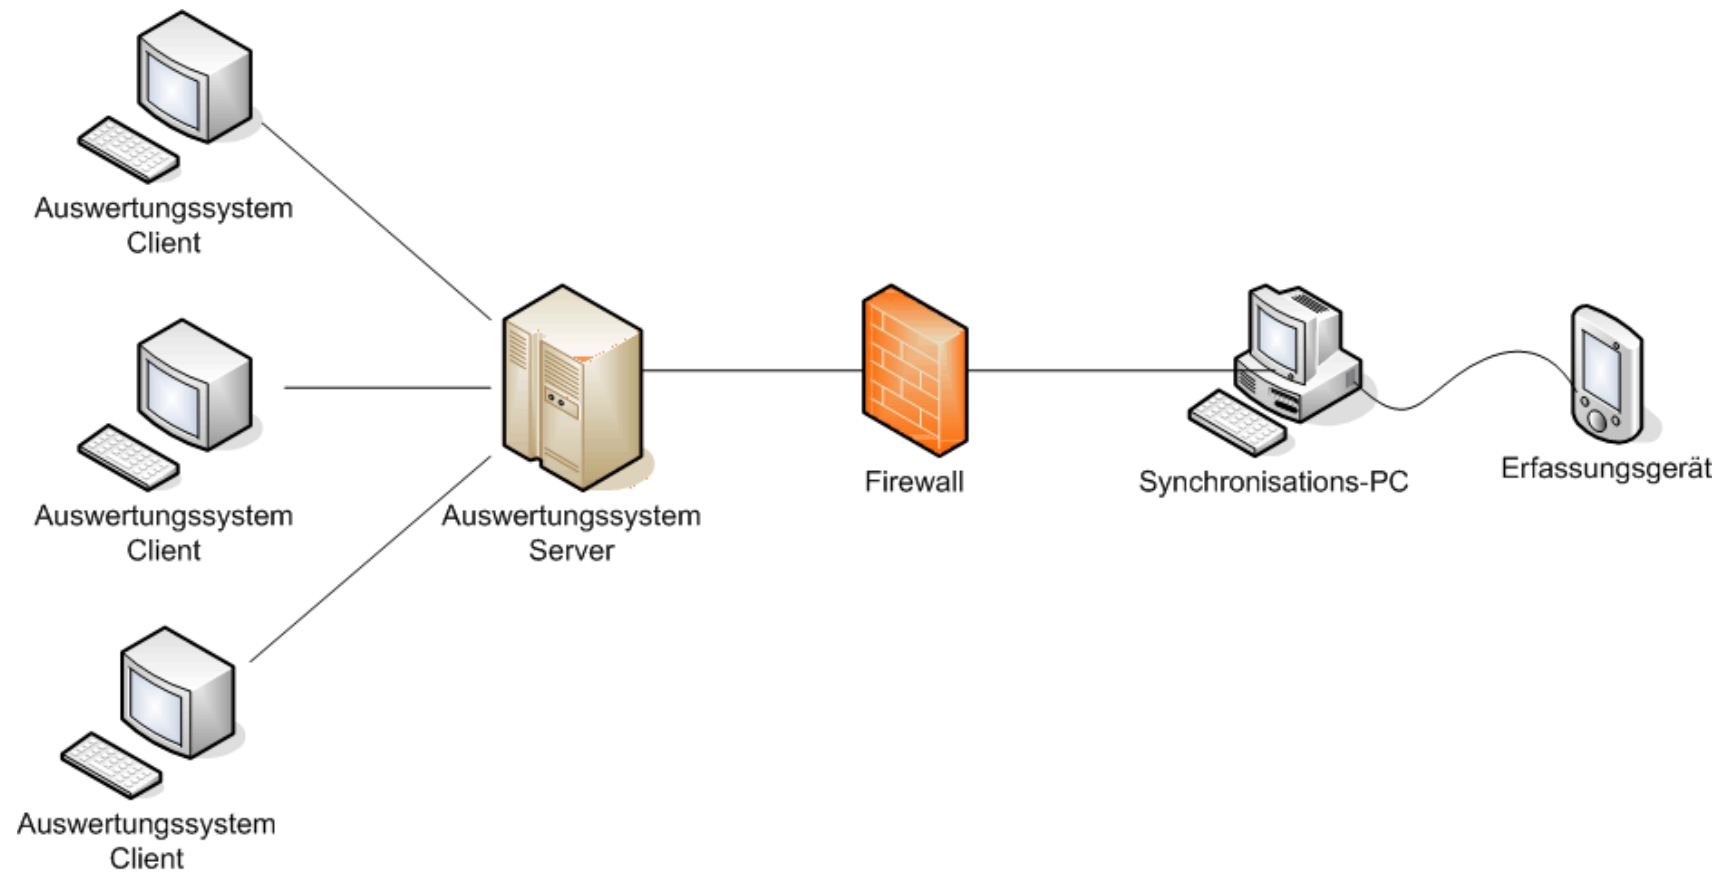 Auswertungssystem
Client
Auswertungssystem
Client
Auswertungssystem
Client
Auswertungssystem
Server
Firewall
Synchronisations-PC
Erfassungsgerät